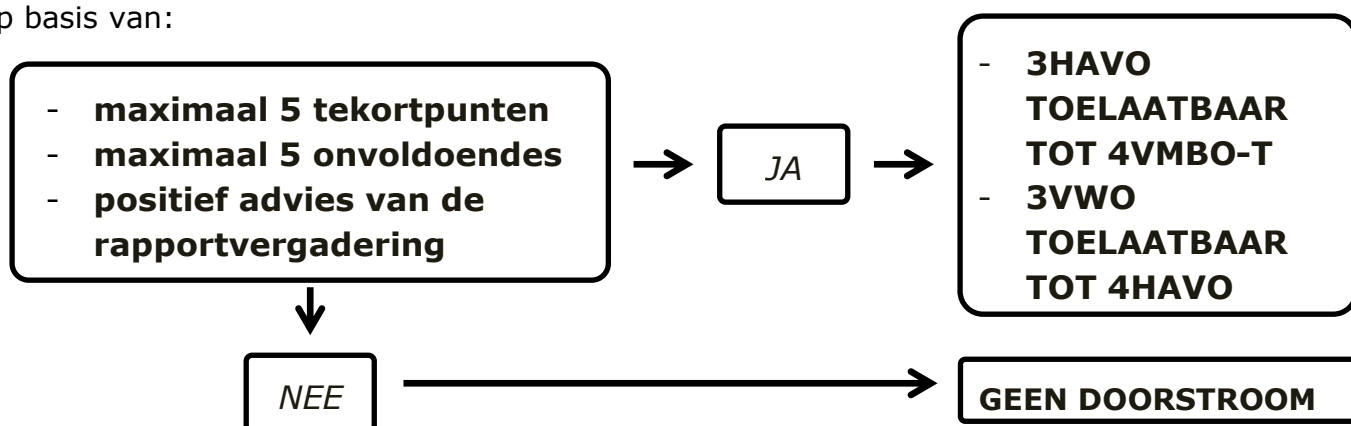 p basis van:
- maximaal 5 tekortpunten
- maximaal 5 onvoldoendes
- positief advies van de
rapportvergadering
JA
- 3HAVO
TOELAATBAAR
TOT 4VMBO-T
- 3VWO
TOELAATBAAR
TOT 4HAVO
NEE
GEEN DOORSTROOM